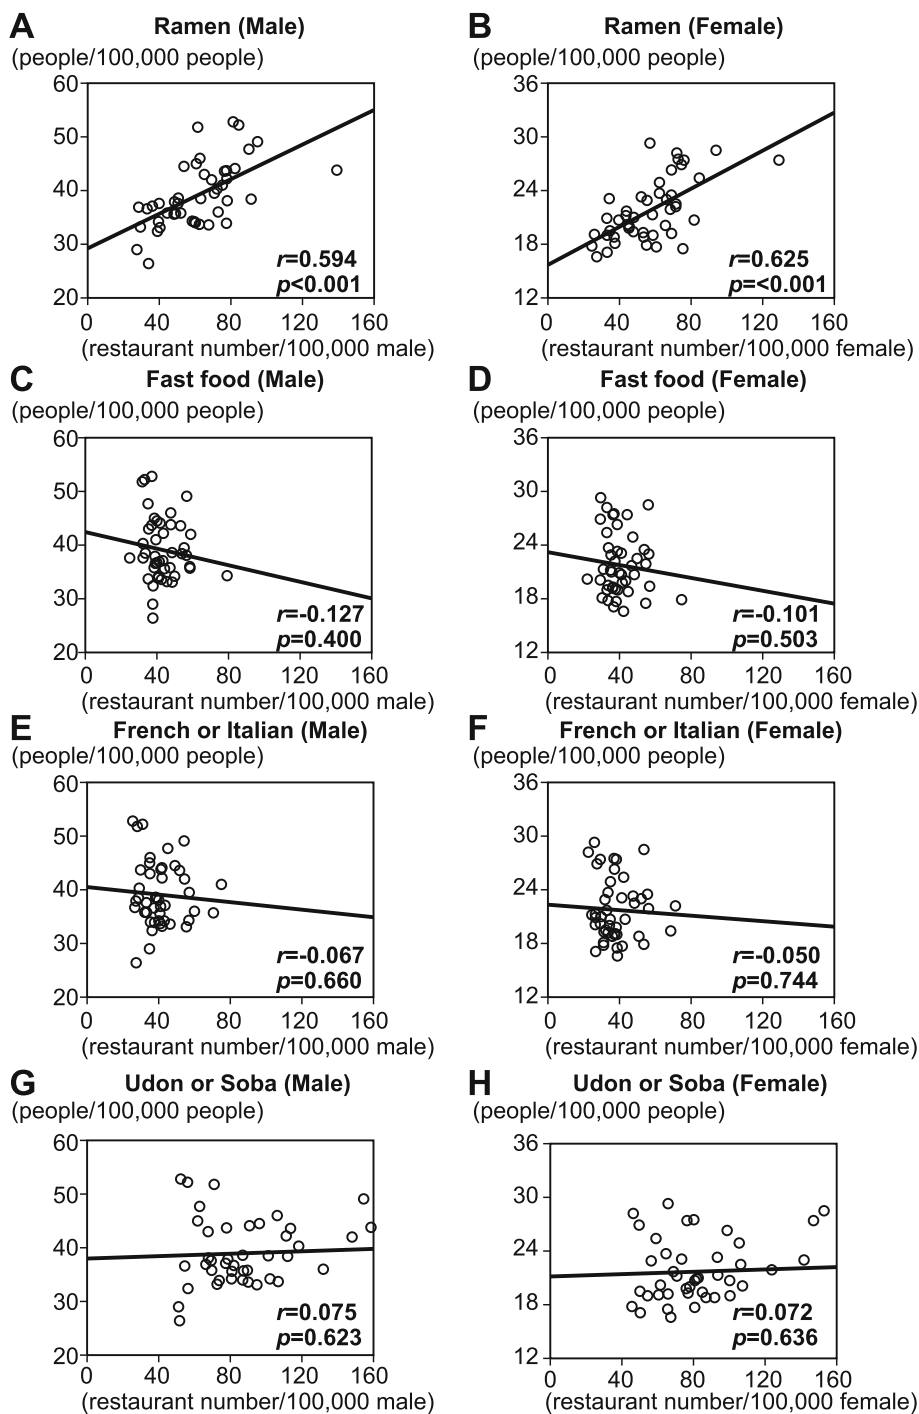 A Ramen (Male)
(people/100,000 people)
60
50
40
30
20
r=0.594
p<0.001
0 40 80 120 160
(restaurant number/100,000 male)
B Ramen (Female)
(people/100,000 people)
36
30
24
18
12
r=0.625
p=<0.001
0 40 80 120 160
(restaurant number/100,000 female)
C Fast food (Male)
(people/100,000 people)
60
50
40
30
20
r=-0.127
p=0.400
0 40 80 120 160
(restaurant number/100,000 male)
D Fast food (Female)
(people/100,000 people)
36
30
24
18
12
r=-0.101
p=0.503
0 40 80 120 160
(restaurant number/100,000 female)
E French or Italian (Male)
(people/100,000 people)
60
50
40
30
20
r=-0.067
p=0.660
0 40 80 120 160
(restaurant number/100,000 male)
F French or Italian (Female)
(people/100,000 people)
36
30
24
18
12
r=-0.050
p=0.744
0 40 80 120 160
(restaurant number/100,000 female)
G Udon or Soba (Male)
(people/100,000 people)
60
50
40
30
20
r=0.075
p=0.623
0 40 80 120 160
(restaurant number/100,000 male)
H Udon or Soba (Female)
(people/100,000 people)
36
30
24
18
12
r=0.072
p=0.636
0 40 80 120 160
(restaurant number/100,000 female)